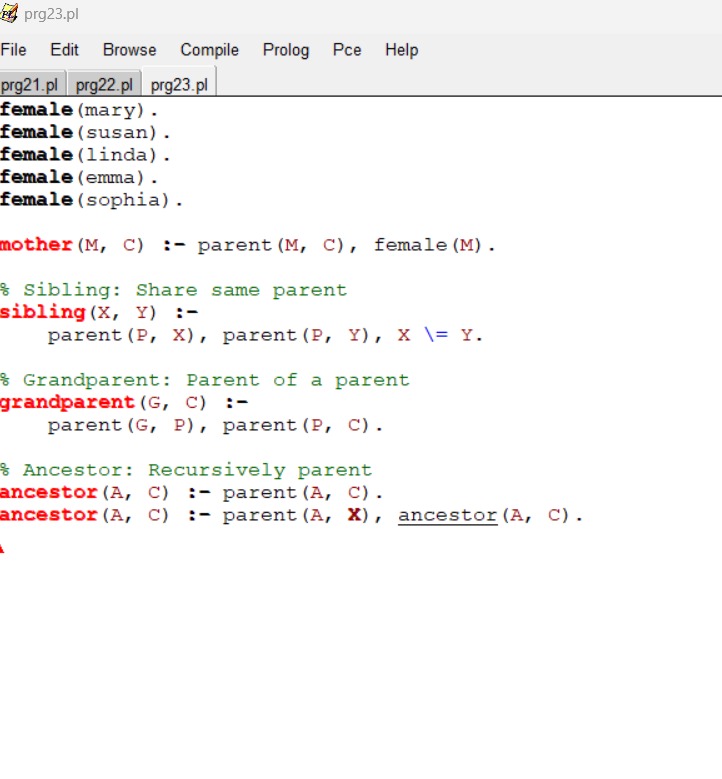 prg23.pl
File Edit Browse Compile Prolog Pce Help
prg21.pl prg22.pl prg23.pl
female(mary).
female(susan).
female(linda).
female(emma).
female(sophia).
mother(M, C) :- parent(M, C), female(M).
% Sibling: Share same parent
sibling(X, Y) :-
    parent(P, X), parent(P, Y), X \= Y.
% Grandparent: Parent of a parent
grandparent(G, C) :-
    parent(G, P), parent(P, C).
% Ancestor: Recursively parent
ancestor(A, C) :- parent(A, C).
ancestor(A, C) :- parent(A, X), ancestor(A, C).